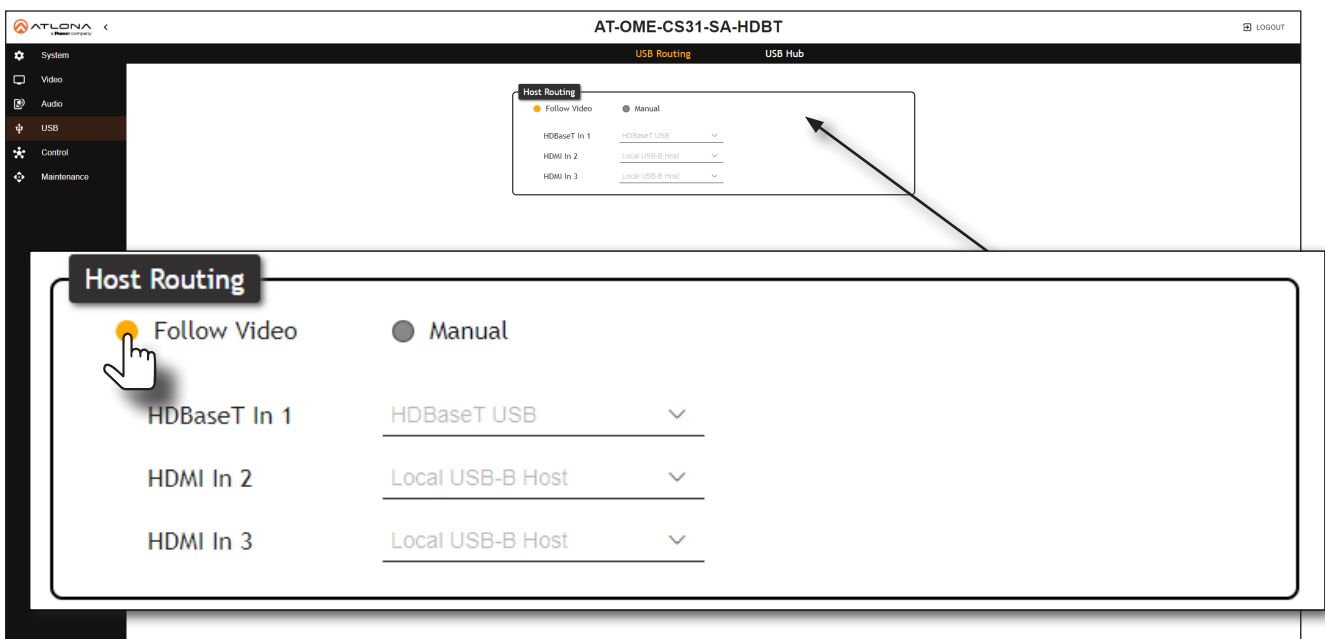 ATLONA
a Panduit company
AT-OME-CS31-SA-HDBT
LOGOUT
System
USB Routing USB Hub
Video
Audio
USB
Control
Maintenance
Host Routing
Follow Video Manual
HDBaseT In 1 HDBaseT USB
HDMI In 2 Local USB-B Host
HDMI In 3 Local USB-B Host
Host Routing
Follow Video Manual
HDBaseT In 1 HDBaseT USB
HDMI In 2 Local USB-B Host
HDMI In 3 Local USB-B Host